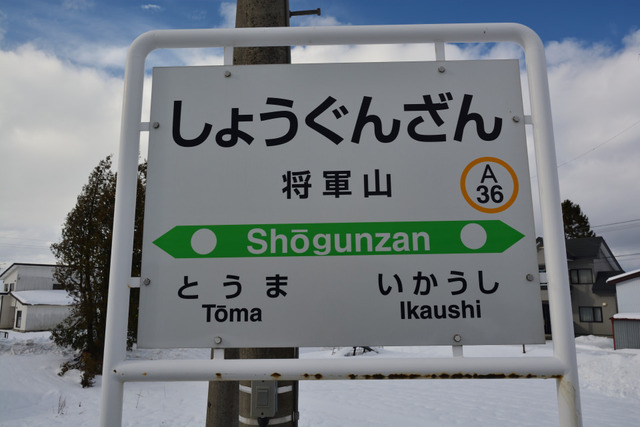 しょうぐんざん
将軍山
A
36
Shōgunzan
とうま いかうし
Tōma Ikaushi